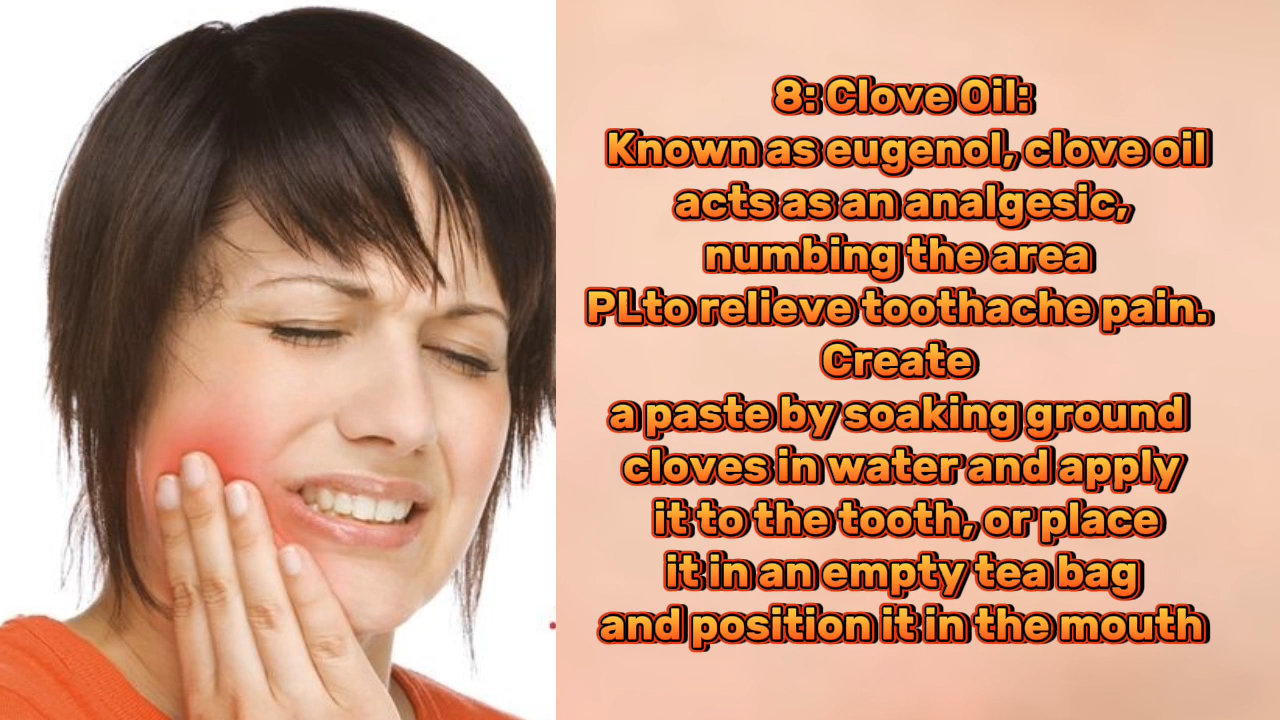 8: Clove Oil:
Known as eugenol, clove oil
acts as an analgesic,
numbing the area
PLto relieve toothache pain.
Create
a paste by soaking ground
cloves in water and apply
it to the tooth, or place
it in an empty tea bag
and position it in the mouth